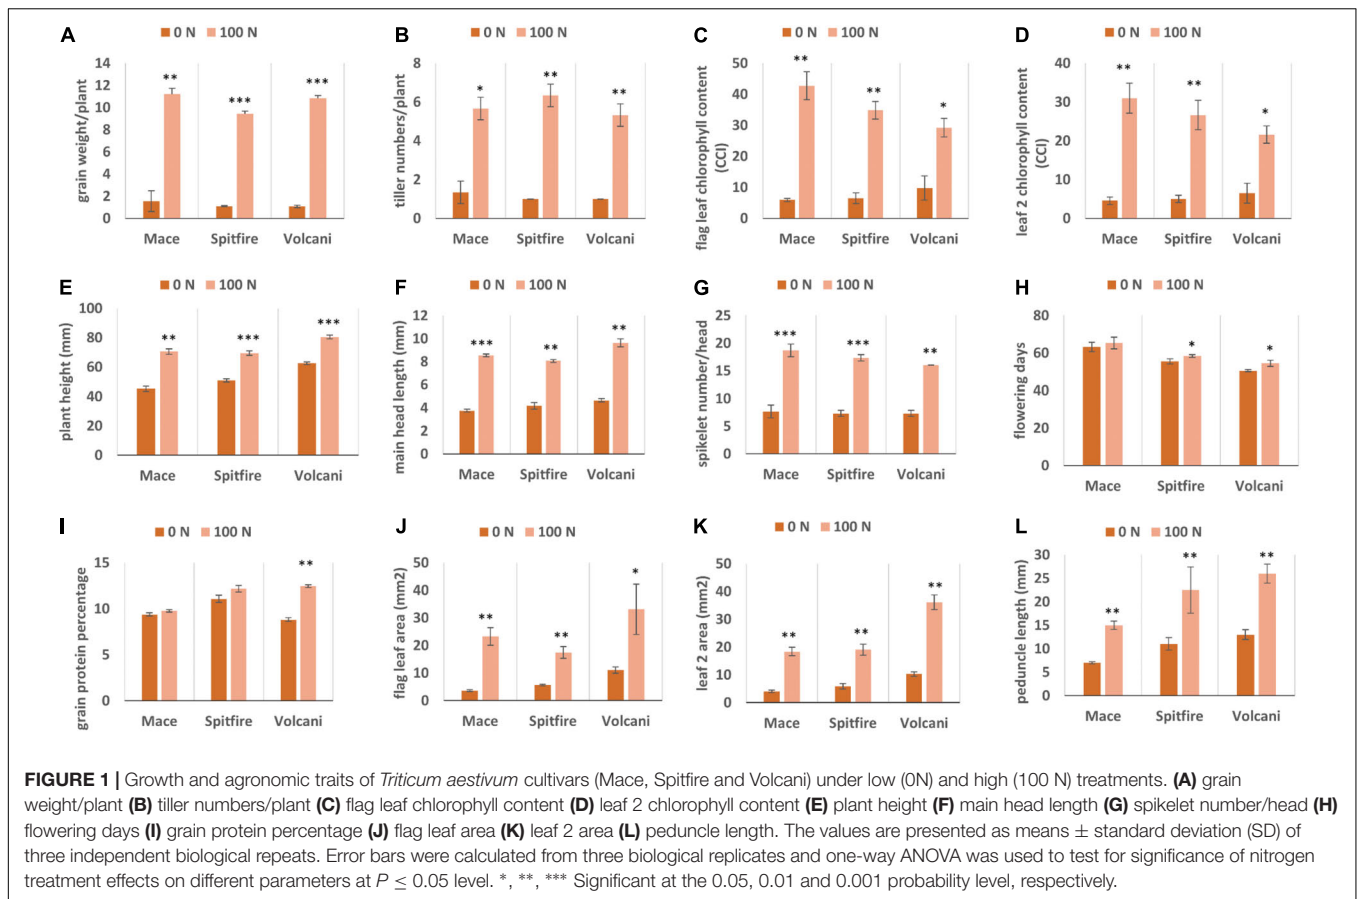 A
0 N 100 N
grain weight/plant
14
12
10
8
6
4
2
0
**
***
***
Mace Spitfire Volcani
B
0 N 100 N
tiller numbers/plant
8
6
4
2
0
*
**
**
Mace Spitfire Volcani
C
0 N 100 N
flag leaf chlorophyll content
(CCI)
50
40
30
20
10
0
**
**
*
Mace Spitfire Volcani
D
0 N 100 N
leaf 2 chlorophyll content
(CCI)
40
30
20
10
0
**
**
*
Mace Spitfire Volcani
E
0 N 100 N
plant height (mm)
100
80
60
40
20
0
**
***
***
Mace Spitfire Volcani
F
0 N 100 N
main head length (mm)
12
10
8
6
4
2
0
***
**
**
Mace Spitfire Volcani
G
0 N 100 N
spikelet number/head
25
20
15
10
5
0
***
***
**
Mace Spitfire Volcani
H
0 N 100 N
flowering days
80
60
40
20
0
*
*
Mace Spitfire Volcani
I
0 N 100 N
grain protein percentage
15
10
5
0
**
Mace Spitfire Volcani
J
0 N 100 N
flag leaf area (mm2)
50
40
30
20
10
0
**
**
*
Mace Spitfire Volcani
K
0 N 100 N
leaf 2 area (mm2)
50
40
30
20
10
0
**
**
**
Mace Spitfire Volcani
L
0 N 100 N
peduncle length (mm)
30
25
20
15
10
5
0
**
**
**
Mace Spitfire Volcani
FIGURE 1 | Growth and agronomic traits of Triticum aestivum cultivars (Mace, Spitfire and Volcani) under low (0N) and high (100 N) treatments. (A) grain
weight/plant (B) tiller numbers/plant (C) flag leaf chlorophyll content (D) leaf 2 chlorophyll content (E) plant height (F) main head length (G) spikelet number/head (H)
flowering days (I) grain protein percentage (J) flag leaf area (K) leaf 2 area (L) peduncle length. The values are presented as means ± standard deviation (SD) of
three independent biological repeats. Error bars were calculated from three biological replicates and one-way ANOVA was used to test for significance of nitrogen
treatment effects on different parameters at P ≤ 0.05 level. *, **, *** Significant at the 0.05, 0.01 and 0.001 probability level, respectively.